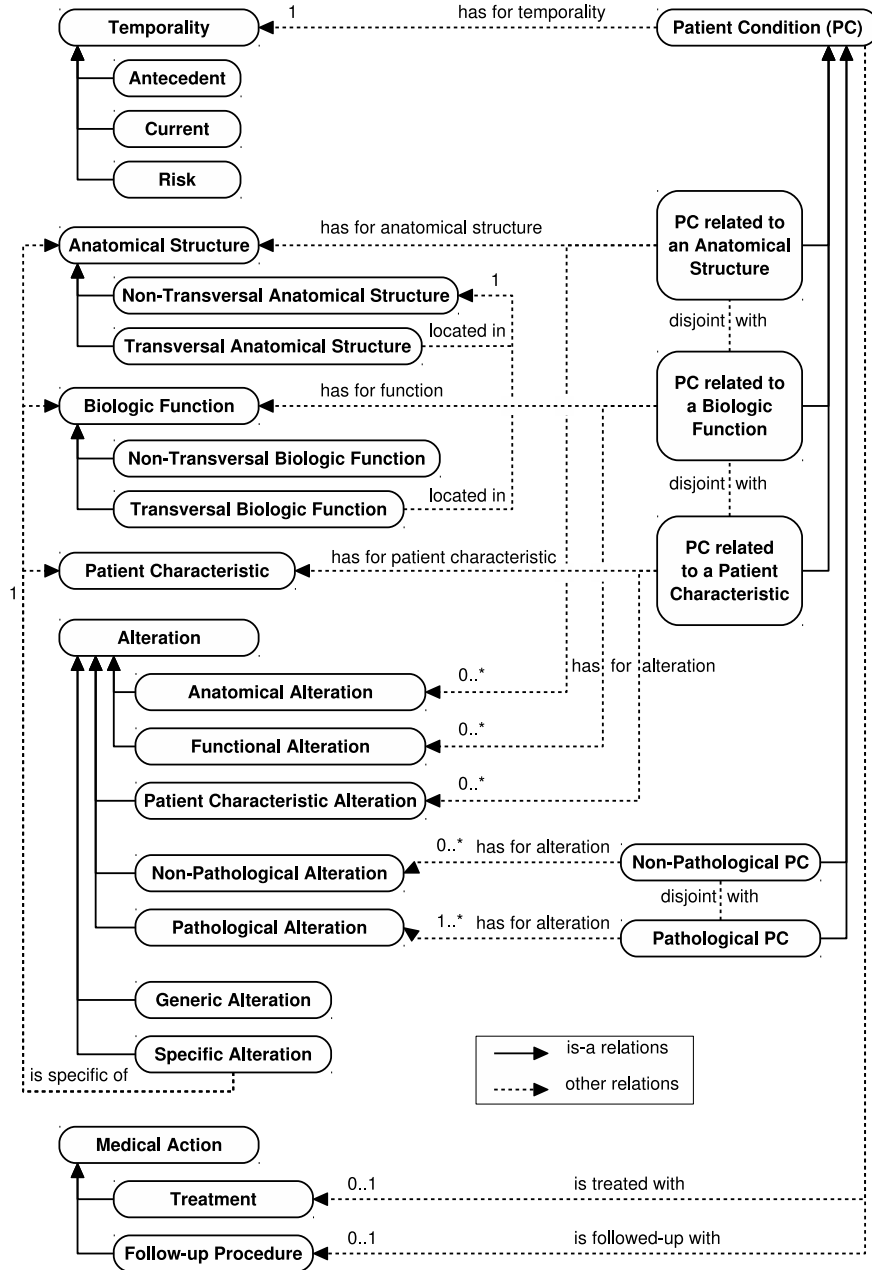 1
has for temporality
Temporality
Patient Condition (PC)
Antecedent
Current
Risk
PC related to
an Anatomical
Structure
has for anatomical structure
Anatomical Structure
1
Non-Transversal Anatomical Structure
located in
Transversal Anatomical Structure
disjoint with
PC related to
a Biologic
Function
has for function
Biologic Function
Non-Transversal Biologic Function
located in
Transversal Biologic Function
disjoint with
PC related
to a Patient
Characteristic
has for patient characteristic
Patient Characteristic
1
Alteration
has for alteration
0..*
Anatomical Alteration
0..*
Functional Alteration
0..*
Patient Characteristic Alteration
0..*
has for alteration
Non-Pathological PC
Non-Pathological Alteration
disjoint with
1..*
has for alteration
Pathological Alteration
Pathological PC
Generic Alteration
Specific Alteration
is-a relations
is specific of
other relations
Medical Action
0..1
is treated with
Treatment
0..1
is followed-up with
Follow-up Procedure